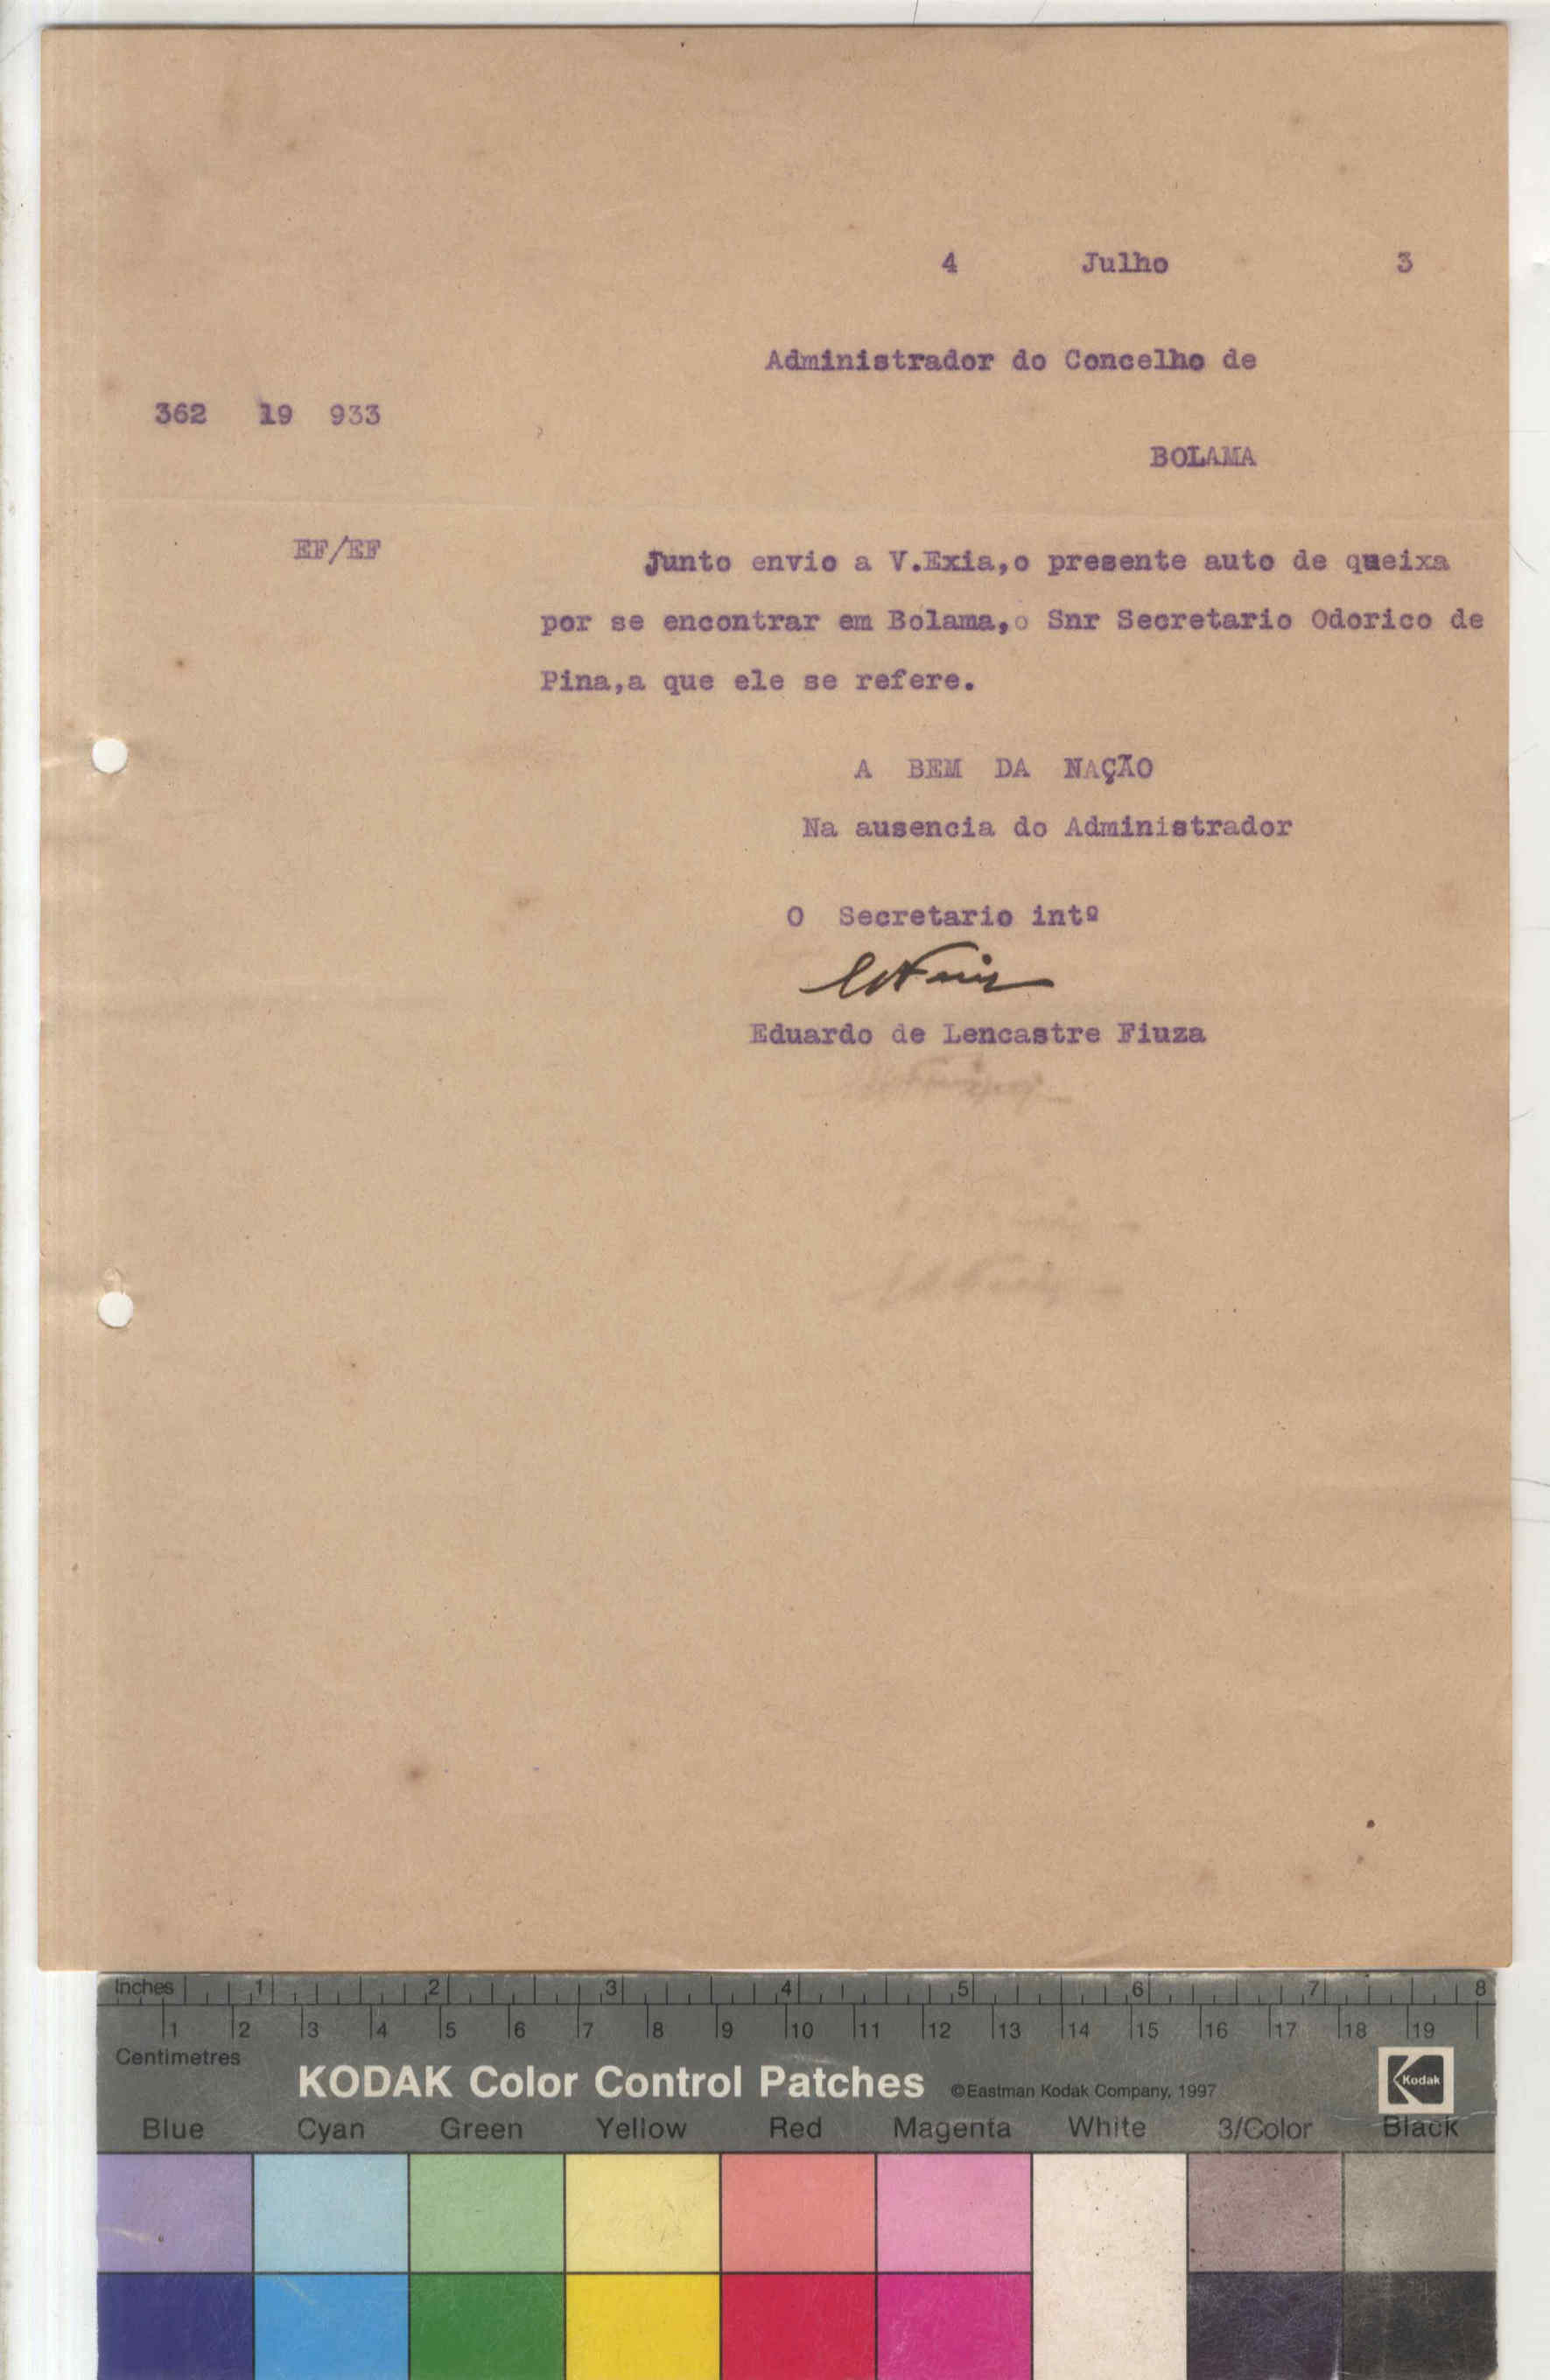 4 Julho 3
Administrador do Concelho de
362 19 933
BOLAMA
EF/EF
Junto envio a V.Exia,o presente auto de queixa
por se encontrar em Bolama,o Snr Secretario Odorico de
Pina,a que ele se refere.
A BEM DA NAÇÃO
Na ausencia do Administrador
O Secretario intº
Eduardo de Lencastre Fiuza
Inches 1 2 3 4 5 6 7 8
1 2 3 4 5 6 7 8 9 10 11 12 13 14 15 16 17 18 19
Centimetres
KODAK Color Control Patches ©Eastman Kodak Company, 1997 Kodak
Blue Cyan Green Yellow Red Magenta White 3/Color Black